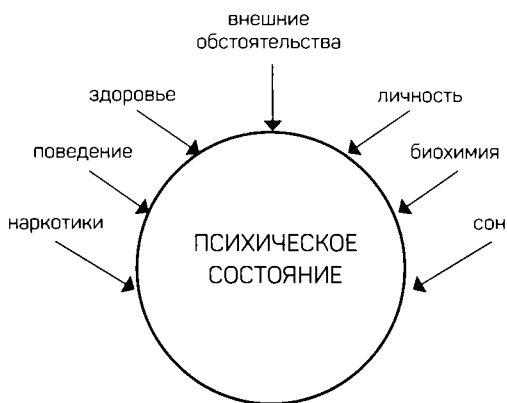 внешние
обстоятельства
здоровье
личность
поведение
биохимия
наркотики
сон
ПСИХИЧЕСКОЕ
СОСТОЯНИЕ